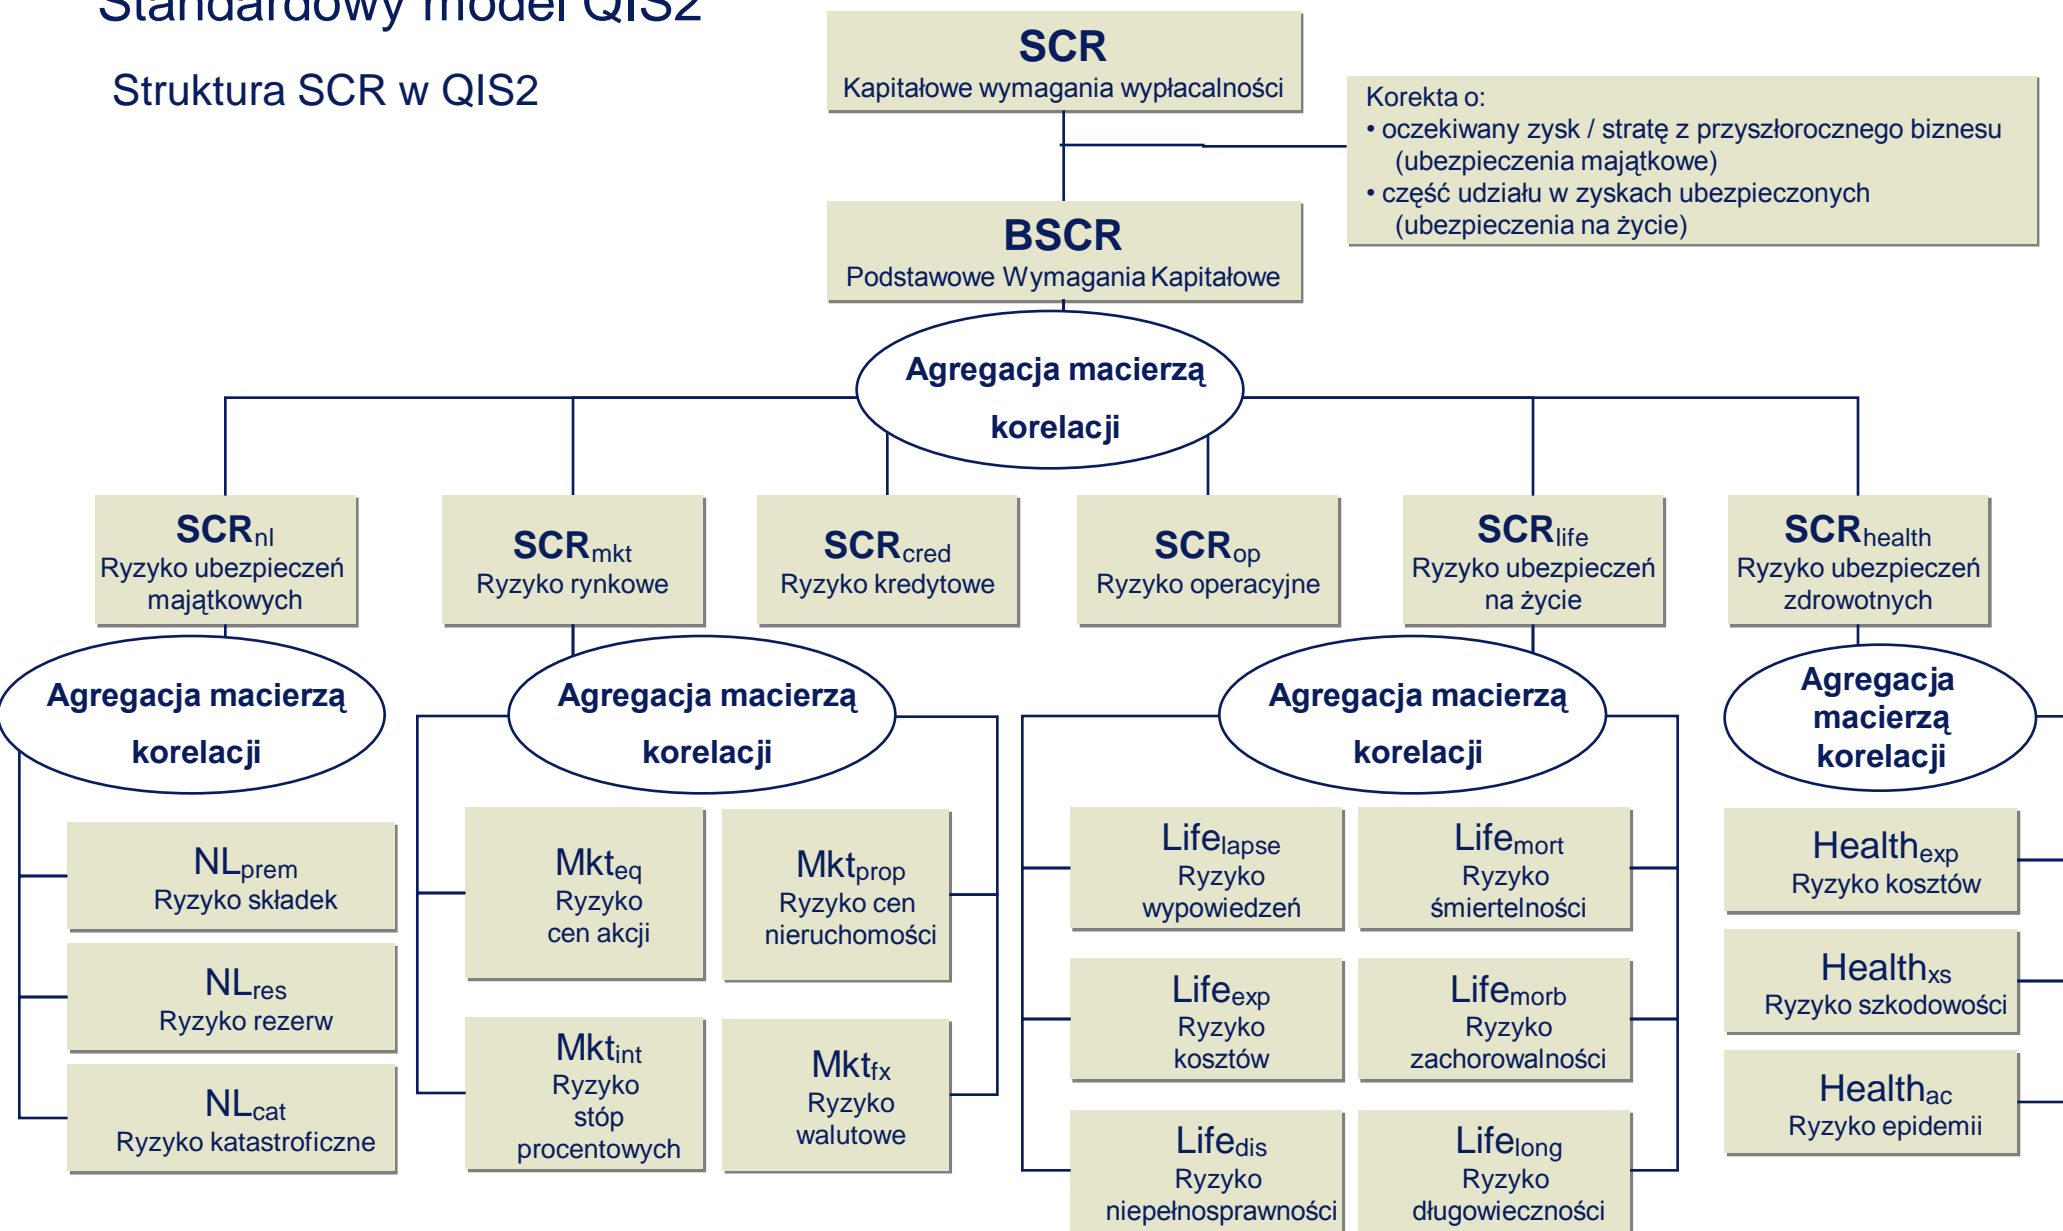 Standardowy model QIS2
Struktura SCR w QIS2
SCR
Kapitałowe wymagania wypłacalności
Korekta o:
• oczekiwany zysk / stratę z przyszłorocznego biznesu
(ubezpieczenia majątkowe)
• część udziału w zyskach ubezpieczonych
(ubezpieczenia na życie)
BSCR
Podstawowe Wymagania Kapitałowe
Agregacja macierzą
korelacji
SCRnl
Ryzyko ubezpieczeń
majątkowych
SCRmkt
Ryzyko rynkowe
SCRcred
Ryzyko kredytowe
SCRop
Ryzyko operacyjne
SCRlife
Ryzyko ubezpieczeń
na życie
SCRhealth
Ryzyko ubezpieczeń
zdrowotnych
Agregacja macierzą
korelacji
Agregacja macierzą
korelacji
Agregacja macierzą
korelacji
Agregacja
macierzą
korelacji
NLprem
Ryzyko składek
NLres
Ryzyko rezerw
NLcat
Ryzyko katastroficzne
Mkteq
Ryzyko
cen akcji
Mktprop
Ryzyko cen
nieruchomości
Mktint
Ryzyko
stóp
procentowych
Mktfx
Ryzyko
walutowe
Lifelapse
Ryzyko
wypowiedzeń
Lifemort
Ryzyko
śmiertelności
Lifeexp
Ryzyko
kosztów
Lifemorb
Ryzyko
zachorowalności
Lifedis
Ryzyko
niepełnosprawności
Lifelong
Ryzyko
długowieczności
Healthexp
Ryzyko kosztów
Healthxs
Ryzyko szkodowości
Healthac
Ryzyko epidemii